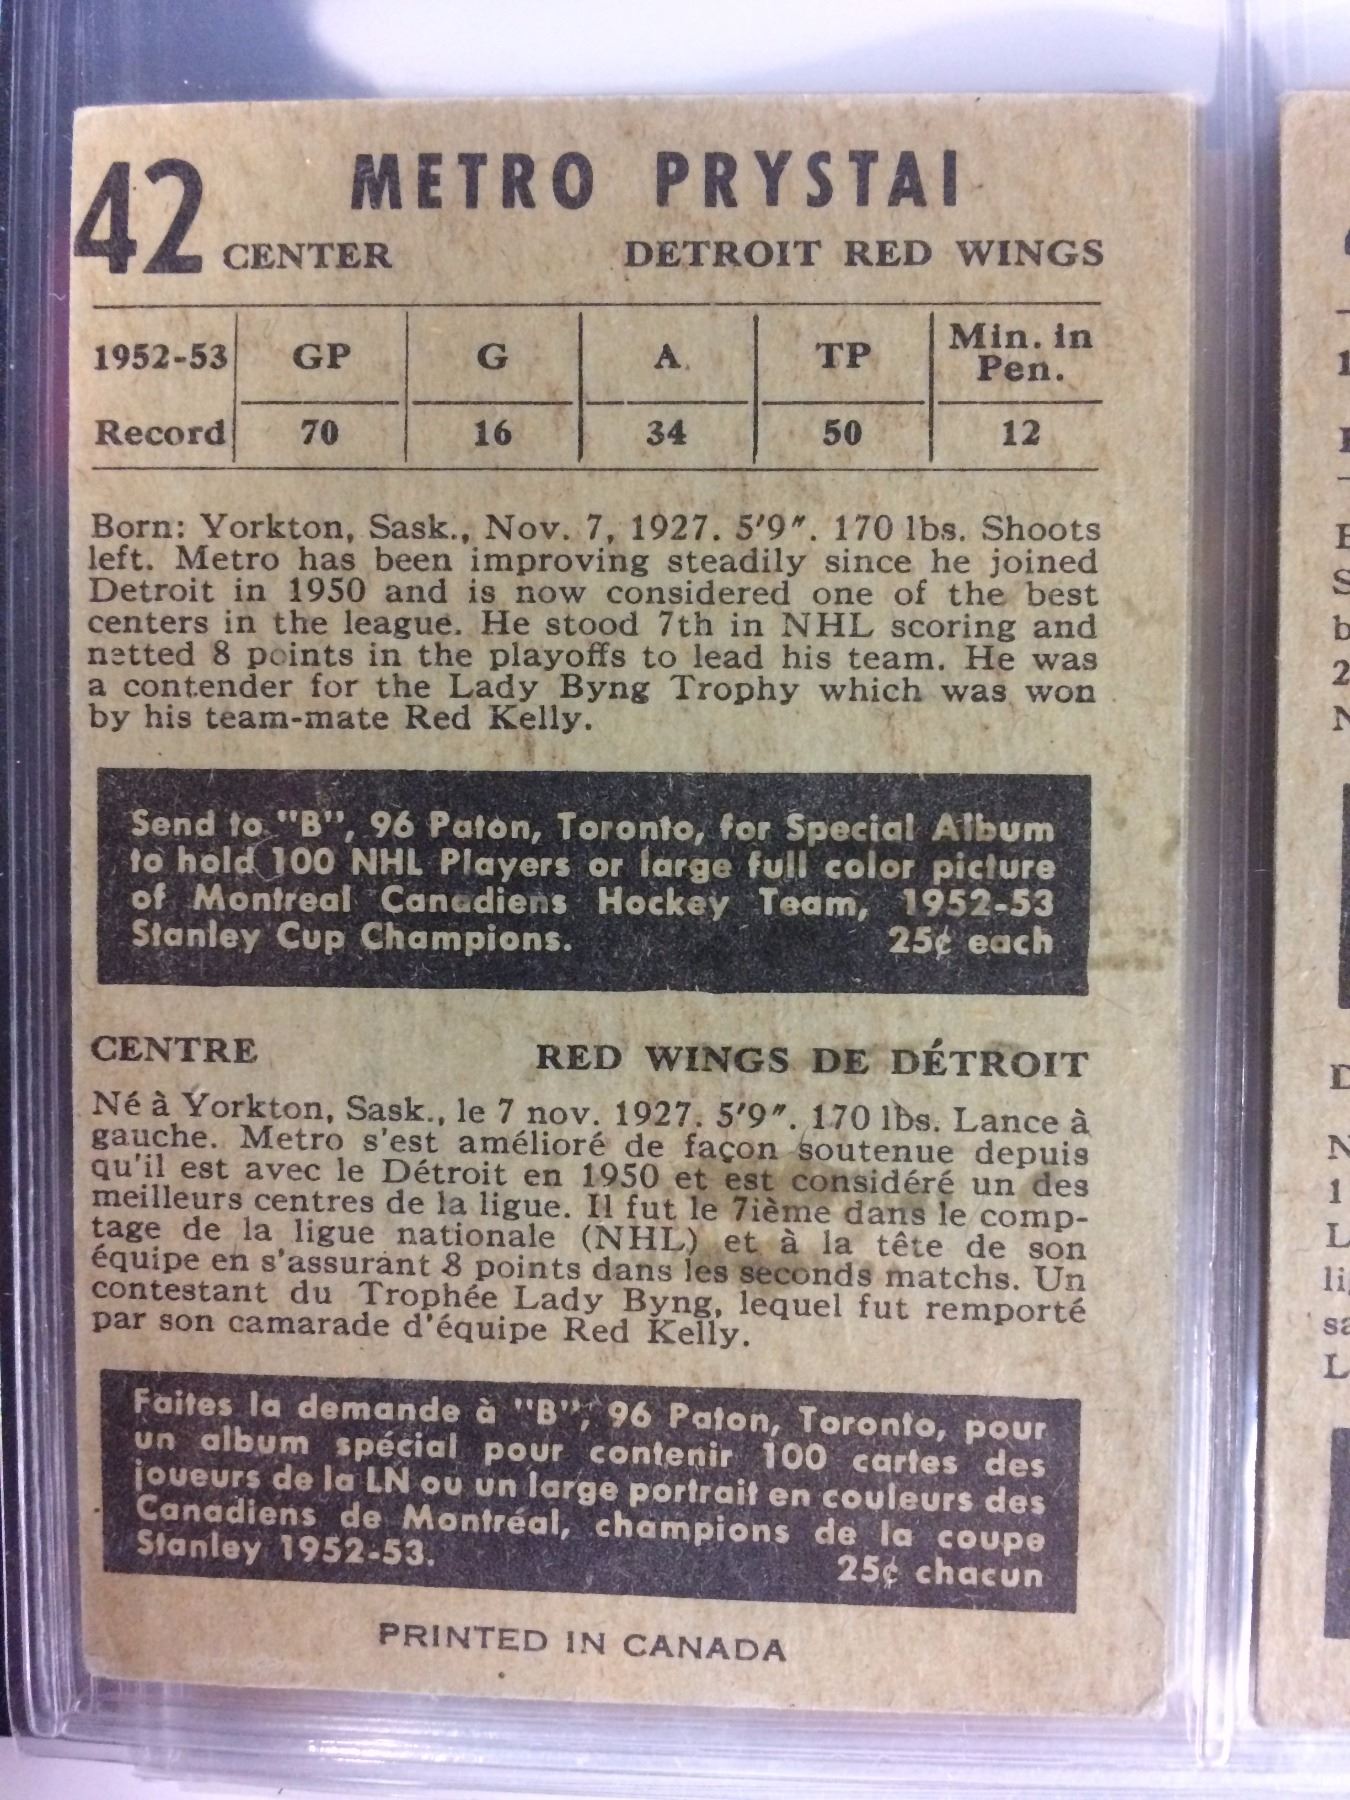 42 METRO PRYSTAI
CENTER DETROIT RED WINGS
1952-53 GP G A. TP Min. in Pen.
Record 70 16 34 50 12
Born: Yorkton, Sask., Nov. 7, 1927. 5'9". 170 lbs. Shoots
left. Metro has been improving steadily since he joined
Detroit in 1950 and is now considered one of the best
centers in the league. He stood 7th in NHL scoring and
netted 8 points in the playoffs to lead his team. He was
a contender for the Lady Byng Trophy which was won
by his team-mate Red Kelly.
Send to "B", 96 Paton, Toronto, for Special Album
to hold 100 NHL Players or large full color picture
of Montreal Canadiens Hockey Team, 1952-53
Stanley Cup Champions. 25¢ each
CENTRE RED WINGS DE DÉTROIT
Né à Yorkton, Sask., le 7 nov. 1927. 5'9". 170 lbs. Lance à
gauche. Metro s'est amélioré de façon soutenue depuis
qu'il est avec le Détroit en 1950 et est considéré un des
meilleurs centres de la ligue. Il fut le 7ième dans le comp-
tage de la ligue nationale (NHL) et à la tête de son
équipe en s'assurant 8 points dans les seconds matchs. Un
contestant du Trophée Lady Byng, lequel fut remporté
par son camarade d'équipe Red Kelly.
Faites la demande à "B", 96 Paton, Toronto, pour
un album spécial pour contenir 100 cartes des
joueurs de la LN ou un large portrait en couleurs des
Canadiens de Montréal, champions de la coupe
Stanley 1952-53. 25¢ chacun
PRINTED IN CANADA